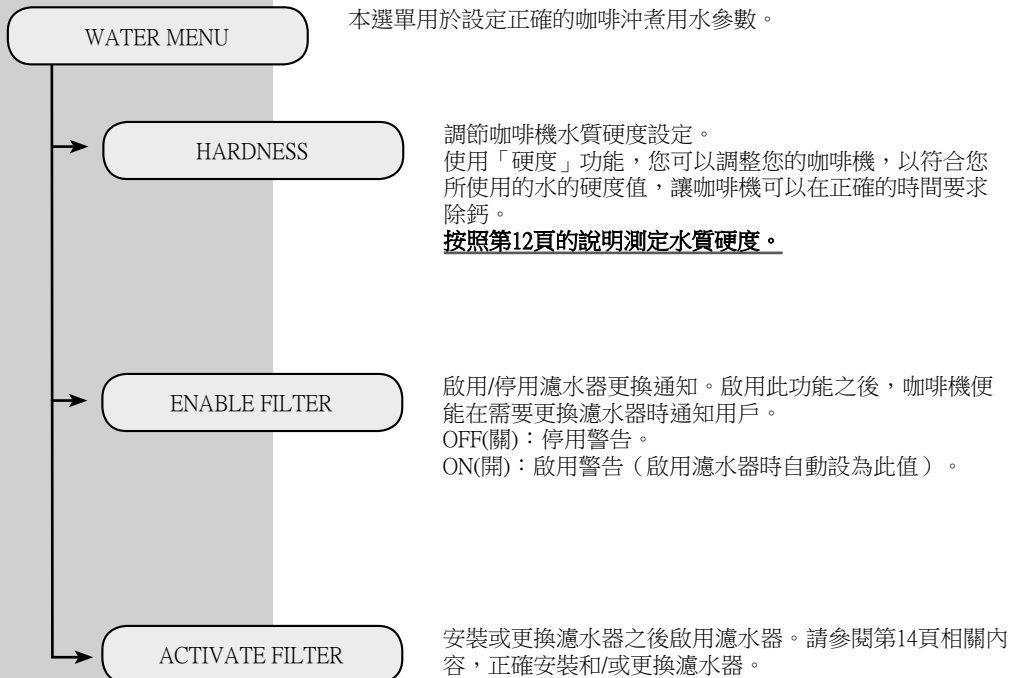 WATER MENU
本選單用於設定正確的咖啡沖煮用水參數。
HARDNESS
調節咖啡機水質硬度設定。
使用「硬度」功能，您可以調整您的咖啡機，以符合您
所使用的水的硬度值，讓咖啡機可以在正確的時間要求
除鈣。
按照第12頁的說明測定水質硬度。
ENABLE FILTER
啟用/停用濾水器更換通知。啟用此功能之後，咖啡機便
能在需要更換濾水器時通知用戶。
OFF(關)：停用警告。
ON(開)：啟用警告（啟用濾水器時自動設為此值）。
ACTIVATE FILTER
安裝或更換濾水器之後啟用濾水器。請參閱第14頁相關內
容，正確安裝和/或更換濾水器。